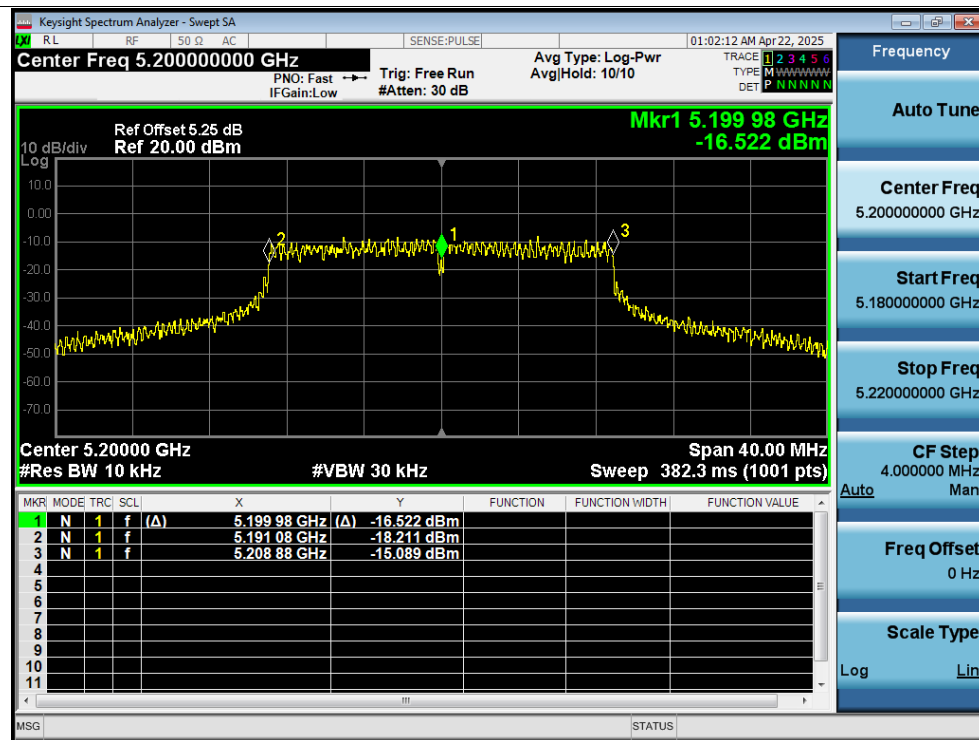 Keysight Spectrum Analyzer - Swept SA
LXI RL RF 50 Ω AC SENSE:PULSE 01:02:12 AM Apr 22, 2025
Center Freq 5.200000000 GHz
PNO: Fast
IFGain:Low
Trig: Free Run
#Atten: 30 dB
Avg Type: Log-Pwr
Avg|Hold: 10/10
TRACE 1 2 3 4 5 6
TYPE M W W W W W
DET P N N N N N
Mkr1 5.199 98 GHz
-16.522 dBm
Ref Offset 5.25 dB
10 dB/div Ref 20.00 dBm
Log
10.0
0.00
-10.0
-20.0
-30.0
-40.0
-50.0
-60.0
-70.0
2
1
3
Center 5.20000 GHz Span 40.00 MHz
#Res BW 10 kHz #VBW 30 kHz Sweep 382.3 ms (1001 pts)
MKR MODE TRC SCL X Y FUNCTION FUNCTION WIDTH FUNCTION VALUE
1 N 1 f (Δ) 5.199 98 GHz (Δ) -16.522 dBm
2 N 1 f 5.191 08 GHz -18.211 dBm
3 N 1 f 5.208 88 GHz -15.089 dBm
4
5
6
7
8
9
10
11
MSG STATUS
Frequency
Auto Tune
Center Freq
5.200000000 GHz
Start Freq
5.180000000 GHz
Stop Freq
5.220000000 GHz
CF Step
4.000000 MHz
Auto Man
Freq Offset
0 Hz
Scale Type
Log Lin